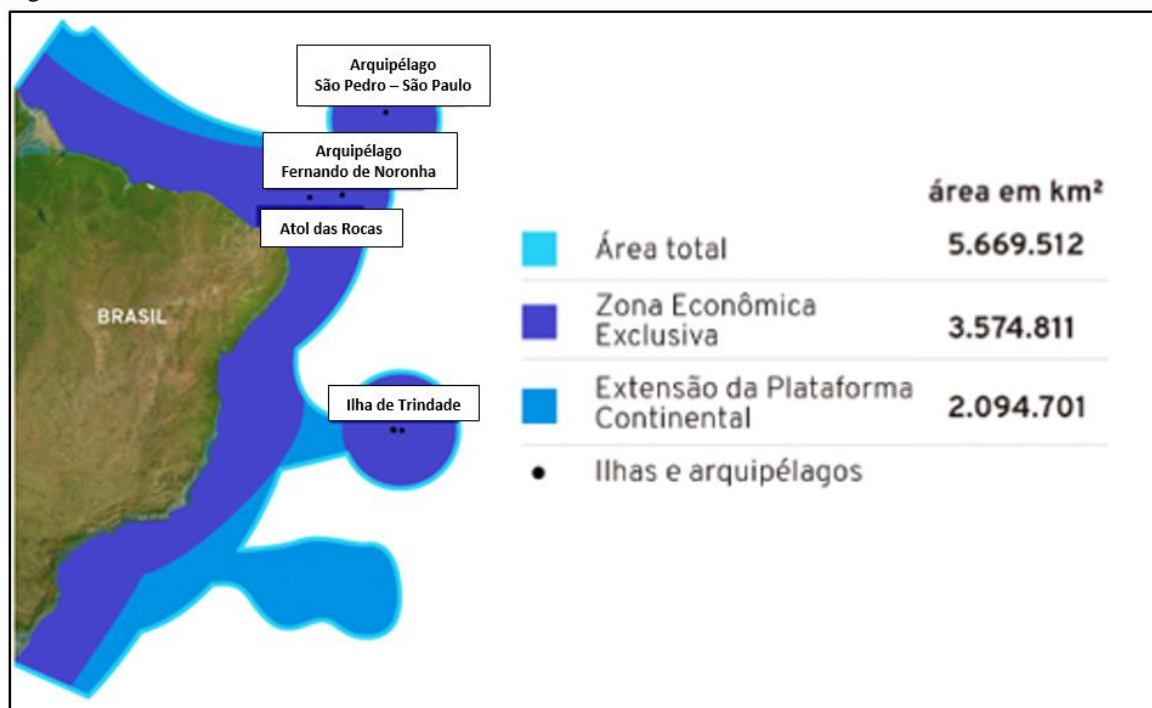 Arquipélago
São Pedro – São Paulo
Arquipélago
Fernando de Noronha
Atol das Rocas
BRASIL
Ilha de Trindade
área em km²
Área total 5.669.512
Zona Econômica
Exclusiva 3.574.811
Extensão da Plataforma
Continental 2.094.701
Ilhas e arquipélagos